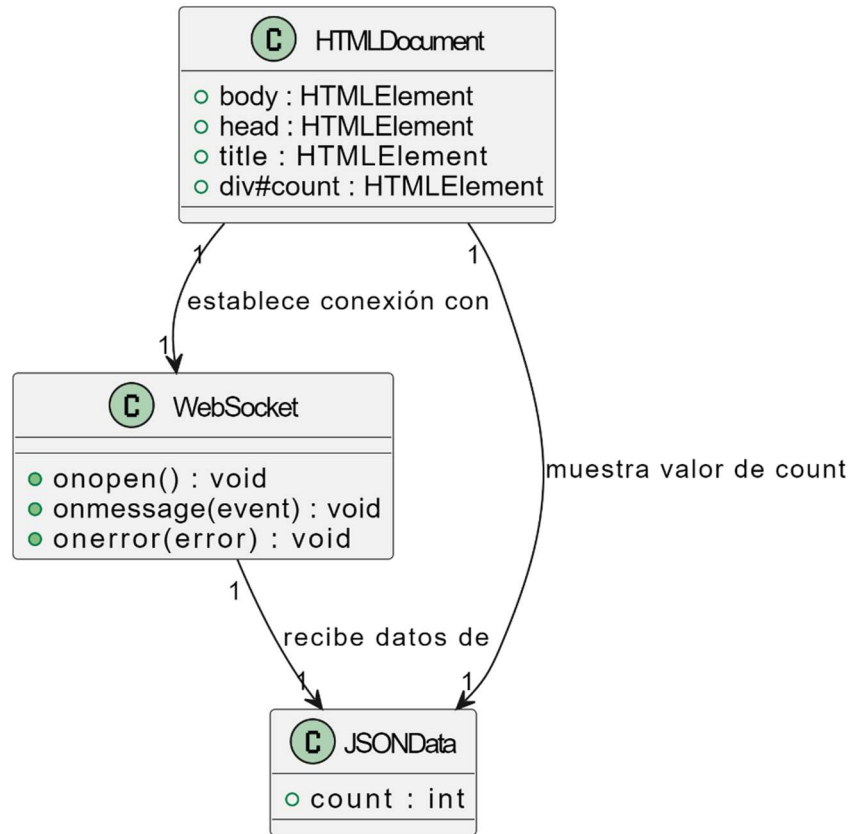 C HTMLDocument
body : HTMLElement
head : HTMLElement
title : HTMLElement
div#count : HTMLElement
1
1
establece conexión con
1
C WebSocket
onopen() : void
onmessage(event) : void
onerror(error) : void
muestra valor de count
1
recibe datos de
1
1
C JSONData
count : int